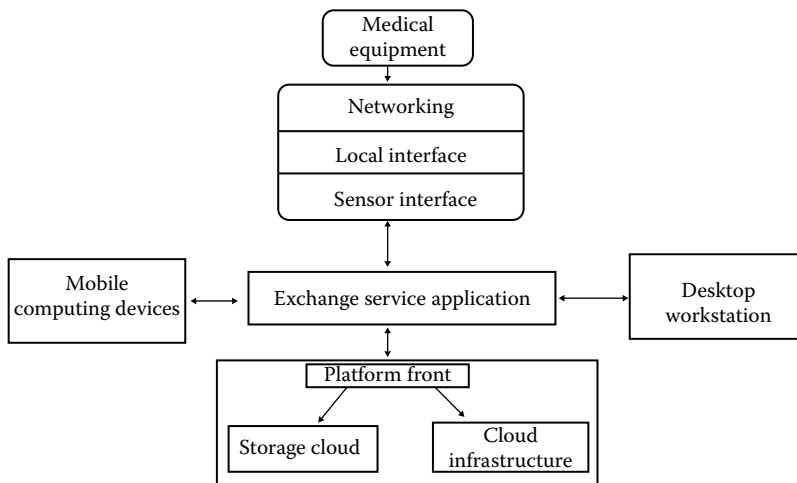 Medical
equipment
Networking
Local interface
Sensor interface
Mobile
computing devices
Exchange service application
Desktop
workstation
Platform front
Storage cloud
Cloud
infrastructure